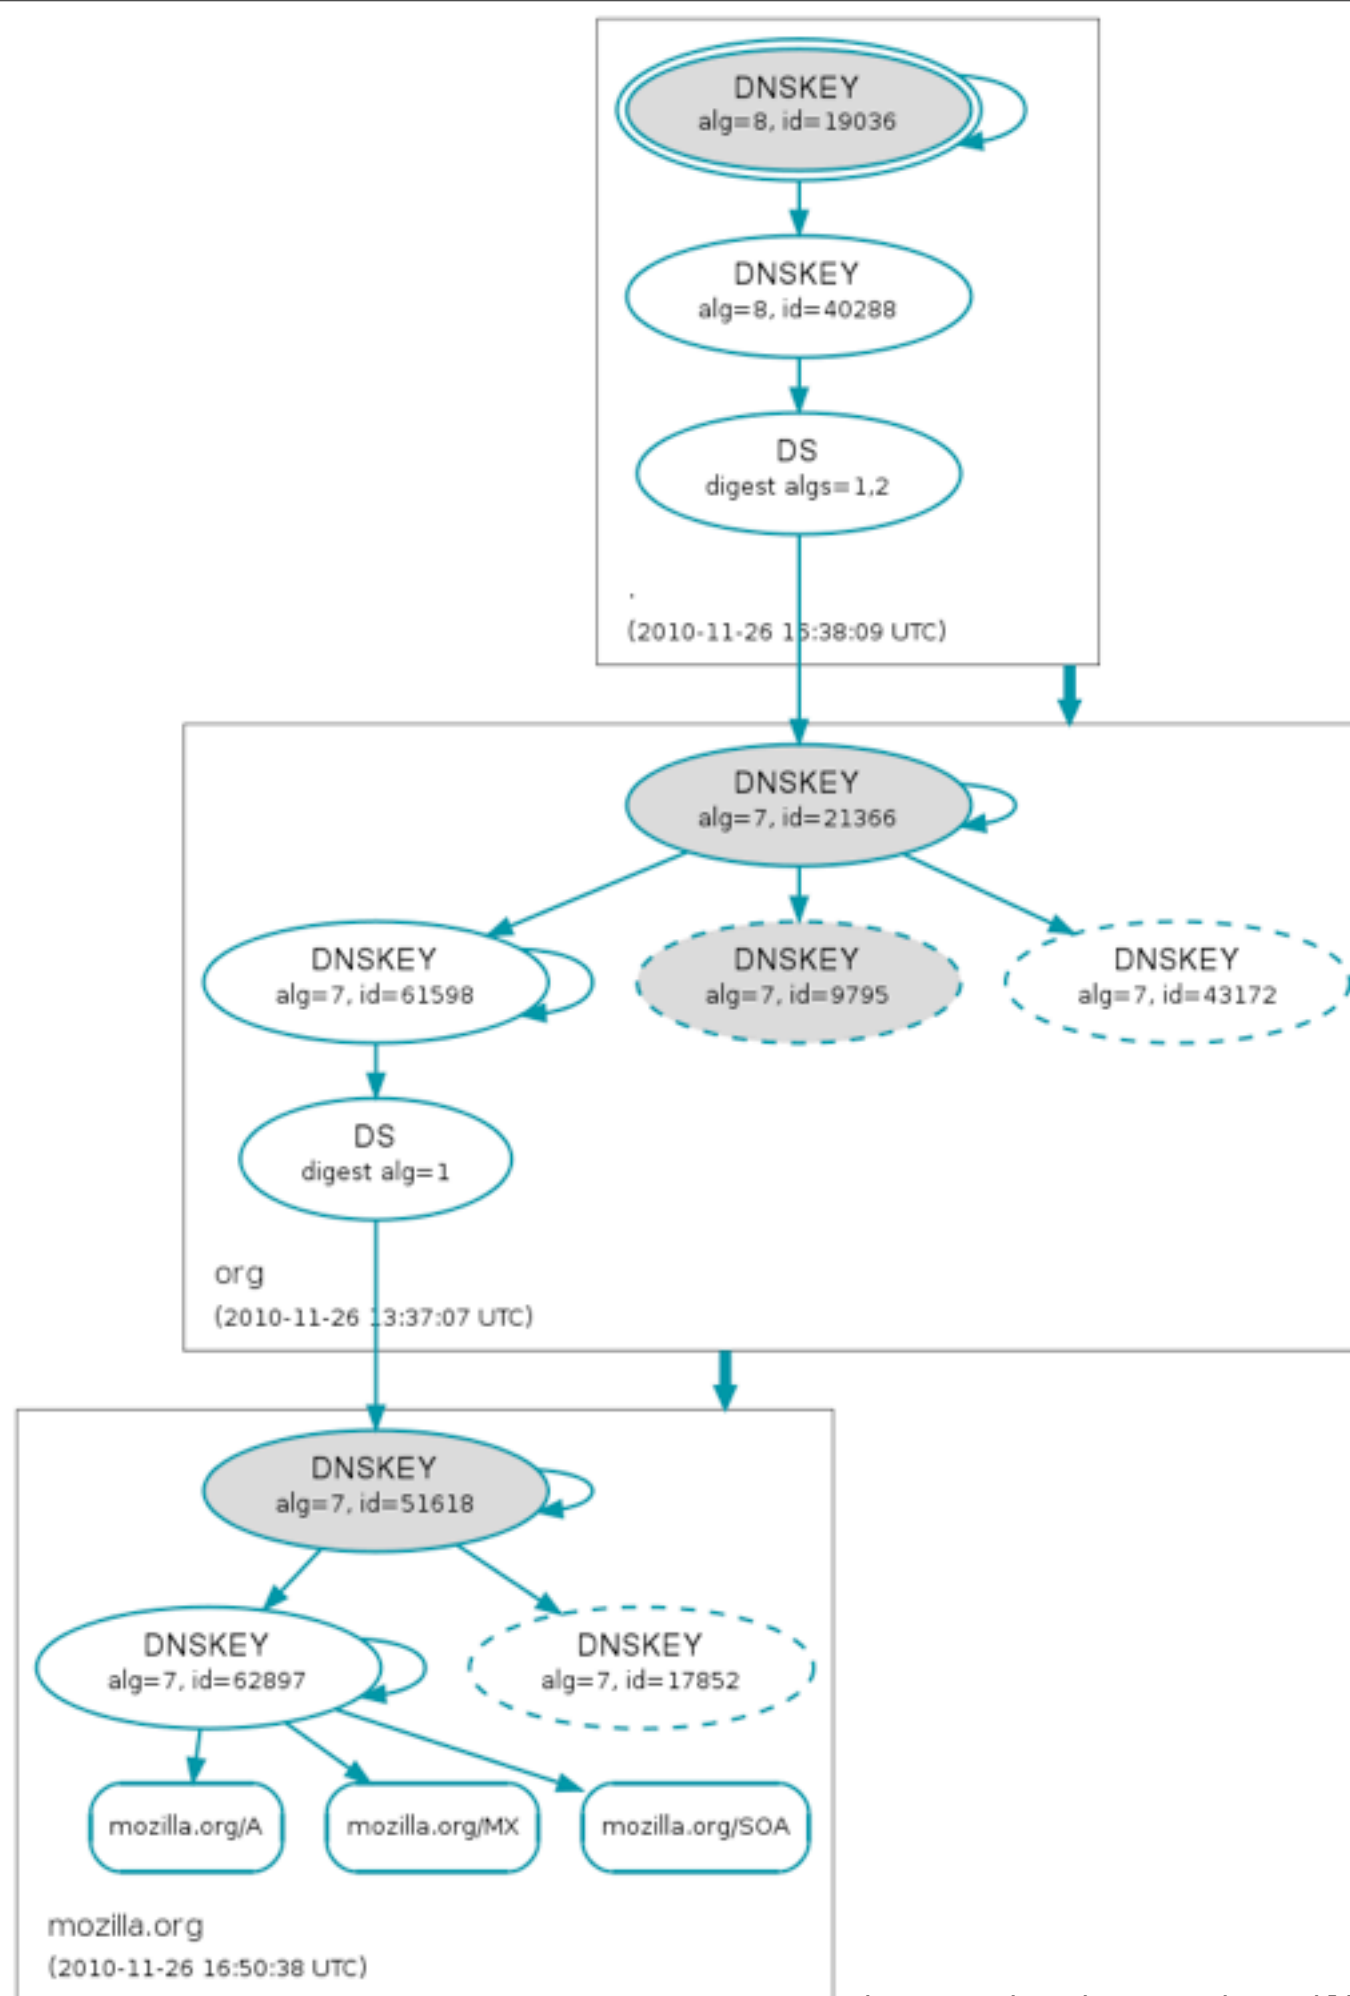 DNSKEY
alg=8, id=19036
DNSKEY
alg=8, id=40288
DS
digest algs=1,2
.
(2010-11-26 15:38:09 UTC)
DNSKEY
alg=7, id=21366
DNSKEY
alg=7, id=61598
DNSKEY
alg=7, id=9795
DNSKEY
alg=7, id=43172
DS
digest alg=1
org
(2010-11-26 13:37:07 UTC)
DNSKEY
alg=7, id=51618
DNSKEY
alg=7, id=62897
DNSKEY
alg=7, id=17852
mozilla.org/A
mozilla.org/MX
mozilla.org/SOA
mozilla.org
(2010-11-26 16:50:38 UTC)